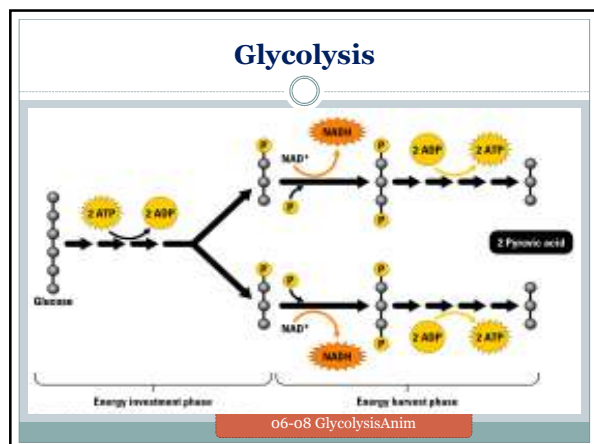 Glycolysis
P
NADH
P
2 ADP
2 ATP
NAD⁺
P
P
2 ATP
2 ADP
2 Pyruvic acid
Glucose
P
P
P
NAD⁺
NADH
P
2 ADP
2 ATP
Energy investment phase
Energy harvest phase
06-08 GlycolysisAnim